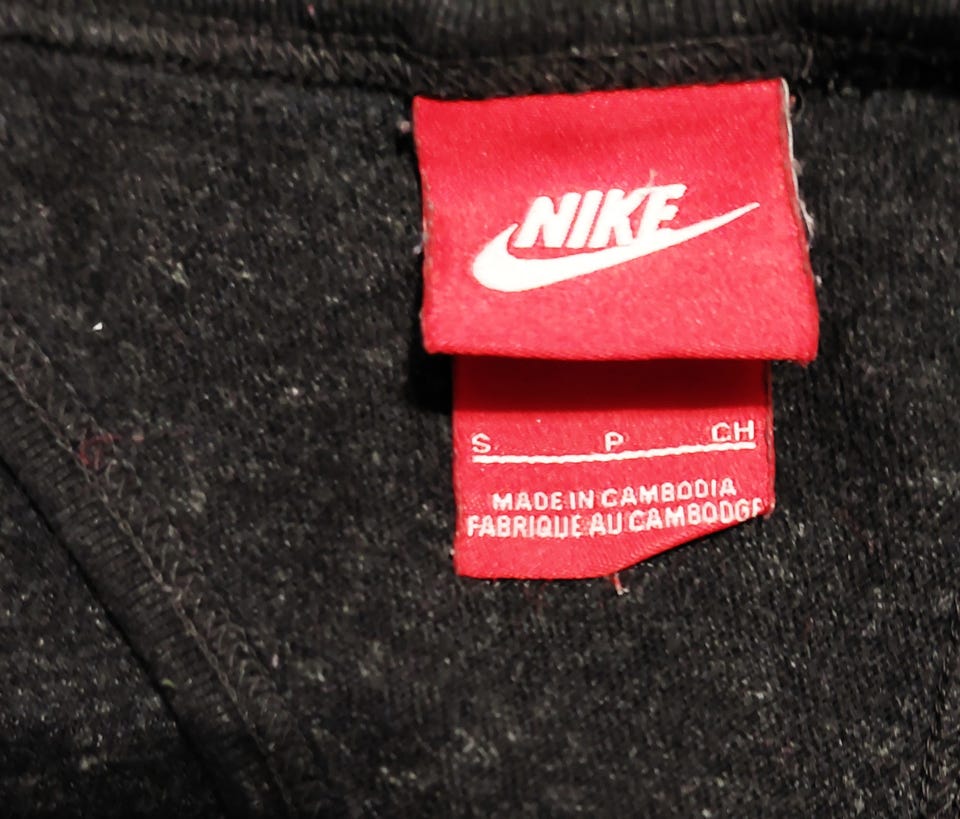 NIKE
S P CH
MADE IN CAMBODIA
FABRIQUE AU CAMBODGE